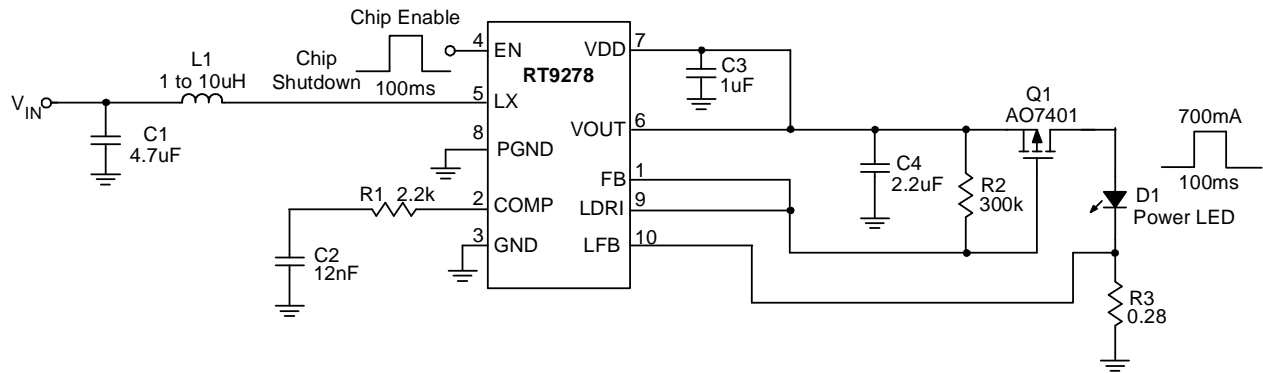 Chip Enable
Chip
Shutdown
100ms
L1
1 to 10uH
V_IN
C1
4.7uF
R1 2.2k
C2
12nF
4
EN
5
LX
8
PGND
2
COMP
3
GND
RT9278
VDD
7
VOUT
6
FB
1
LDRI
9
LFB
10
C3
1uF
C4
2.2uF
R2
300k
Q1
AO7401
700mA
100ms
D1
Power LED
R3
0.28